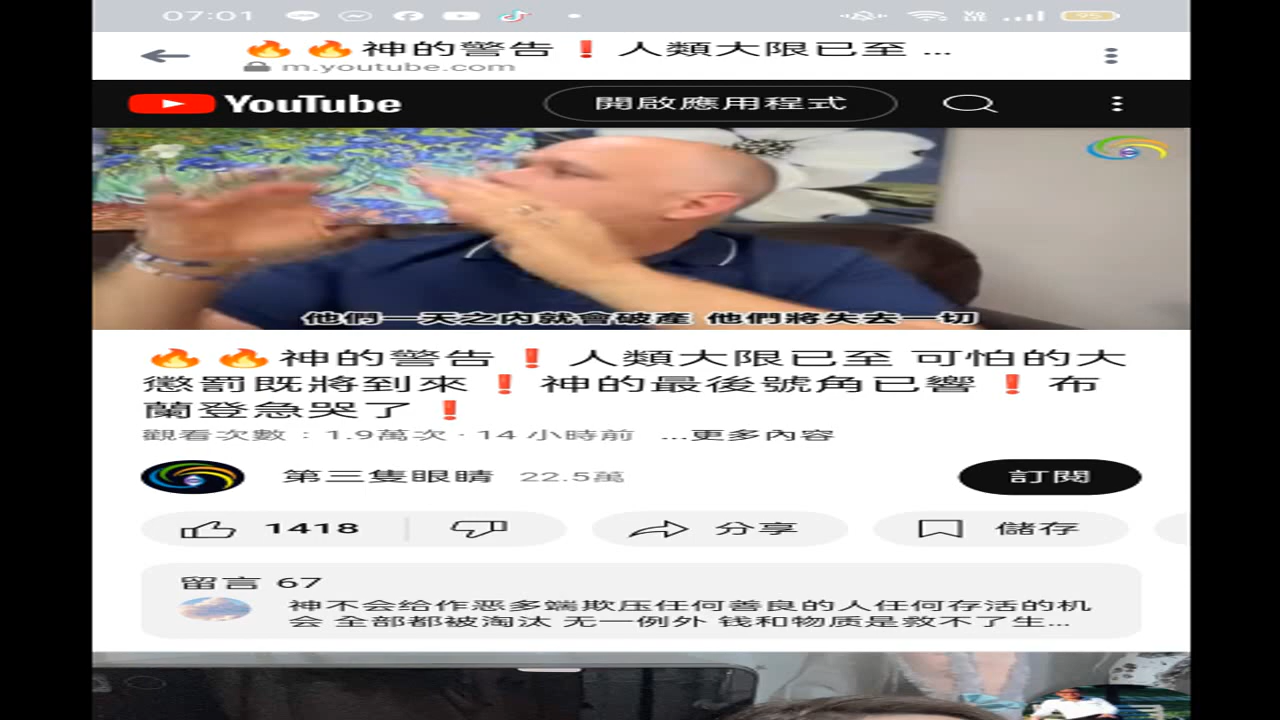 07:01
95
🔥🔥神的警告❗人類大限已至 ...
m.youtube.com
YouTube
開啟應用程式
他們一天之內就會破產 他們將失去一切
🔥🔥神的警告❗人類大限已至 可怕的大
懲罰既將到來❗神的最後號角已響❗布
蘭登急哭了❗
觀看次數：1.9萬次 · 14 小時前 ...更多內容
第三隻眼睛 22.5萬
訂閱
1418
分享
儲存
留言 67
神不会给作恶多端欺压任何善良的人任何存活的机
会 全部都被淘汰 无一例外 钱和物质是救不了生...